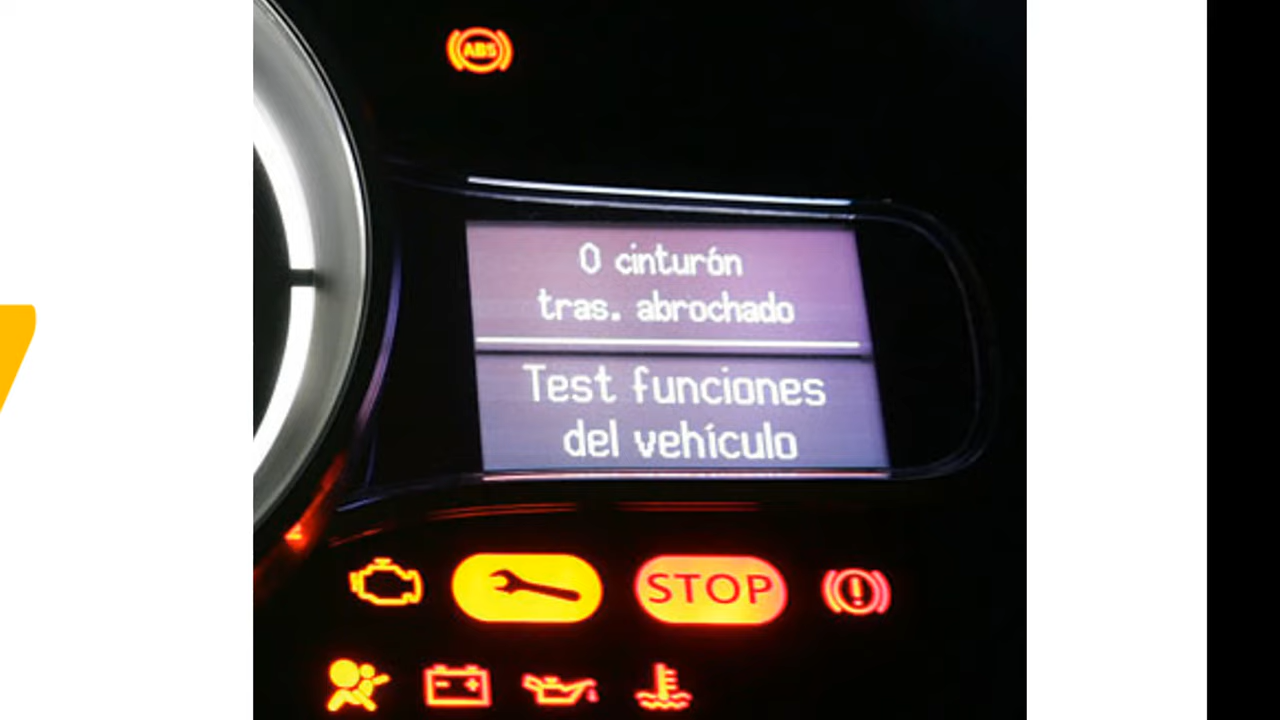 ABS
0 cinturón
tras. abrochado
Test funciones
del vehículo
STOP